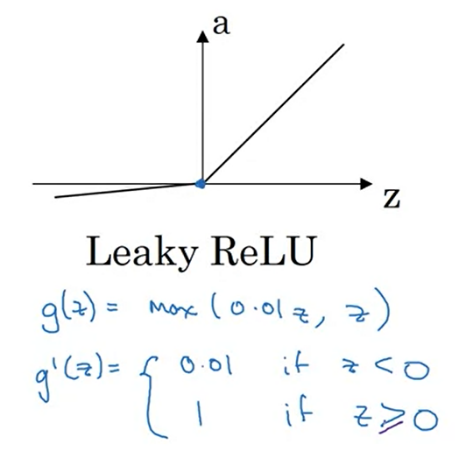 a
z
Leaky ReLU
g(z) = max (0.01z, z)
g'(z) = { 0.01 if z < 0
1 if z ≥ 0